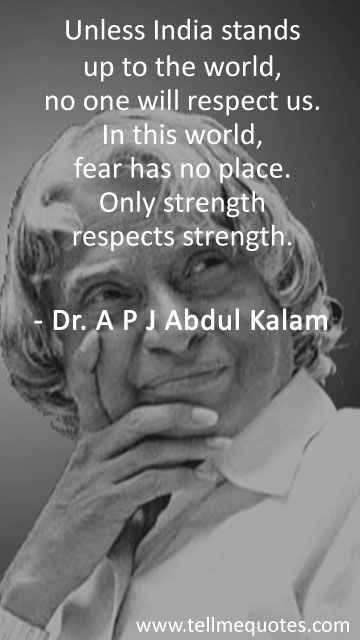 Unless India stands
up to the world,
no one will respect us.
In this world,
fear has no place.
Only strength
respects strength.
- Dr. A P J Abdul Kalam
www.tellmequotes.com